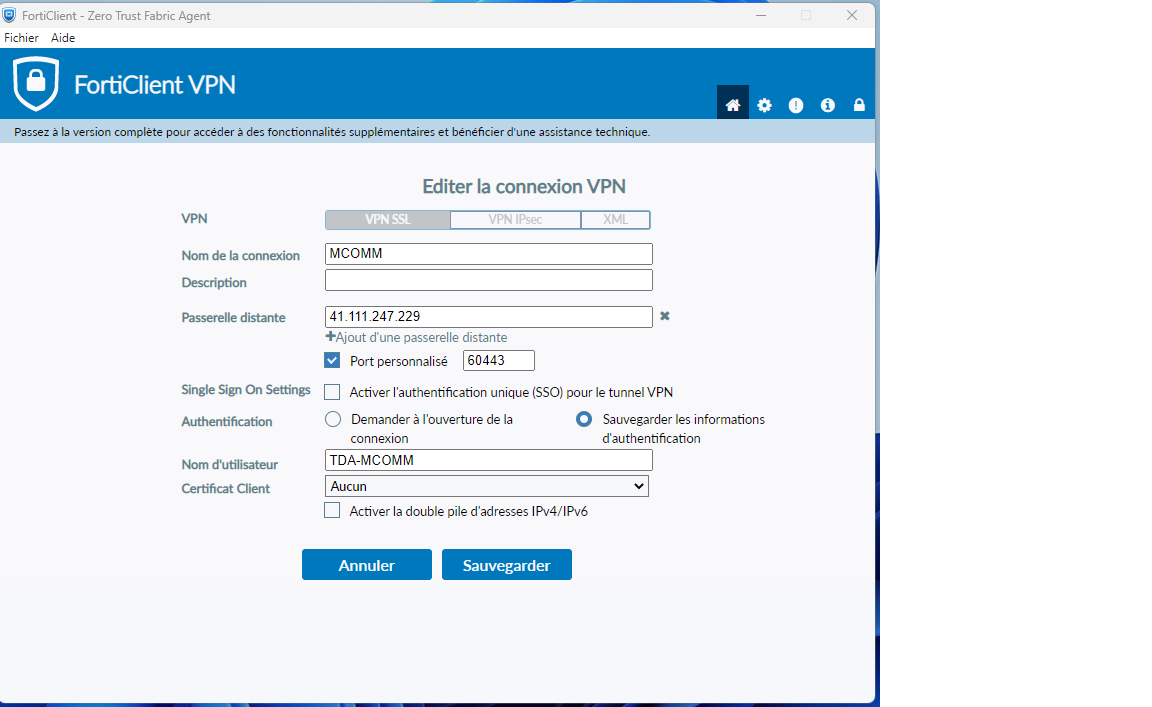 FortiClient - Zero Trust Fabric Agent
Fichier Aide
FortiClient VPN
Passez à la version complète pour accéder à des fonctionnalités supplémentaires et bénéficier d'une assistance technique.
Editer la connexion VPN
VPN VPN SSL VPN IPsec XML
Nom de la connexion MCOMM
Description
Passerelle distante 41.111.247.229
+Ajout d'une passerelle distante
Port personnalisé 60443
Single Sign On Settings Activer l'authentification unique (SSO) pour le tunnel VPN
Authentification Demander à l'ouverture de la connexion Sauvegarder les informations d'authentification
Nom d'utilisateur TDA-MCOMM
Certificat Client Aucun
Activer la double pile d'adresses IPv4/IPv6
Annuler Sauvegarder